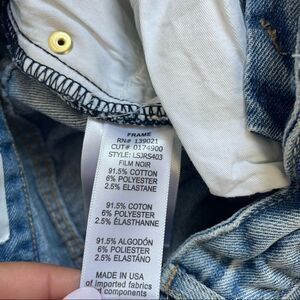 FRAME
RN# 139021
CUT# 0174900
STYLE: LSJRS403
FILM NOIR
91.5% COTTON
6% POLYESTER
2.5% ELASTANE
91.5% COTON
6% POLYESTER
2.5% ÉLASTHANNE
91.5% ALGODÓN
6% POLIESTER
2.5% ELASTANO
MADE IN USA
of imported fabrics
and components